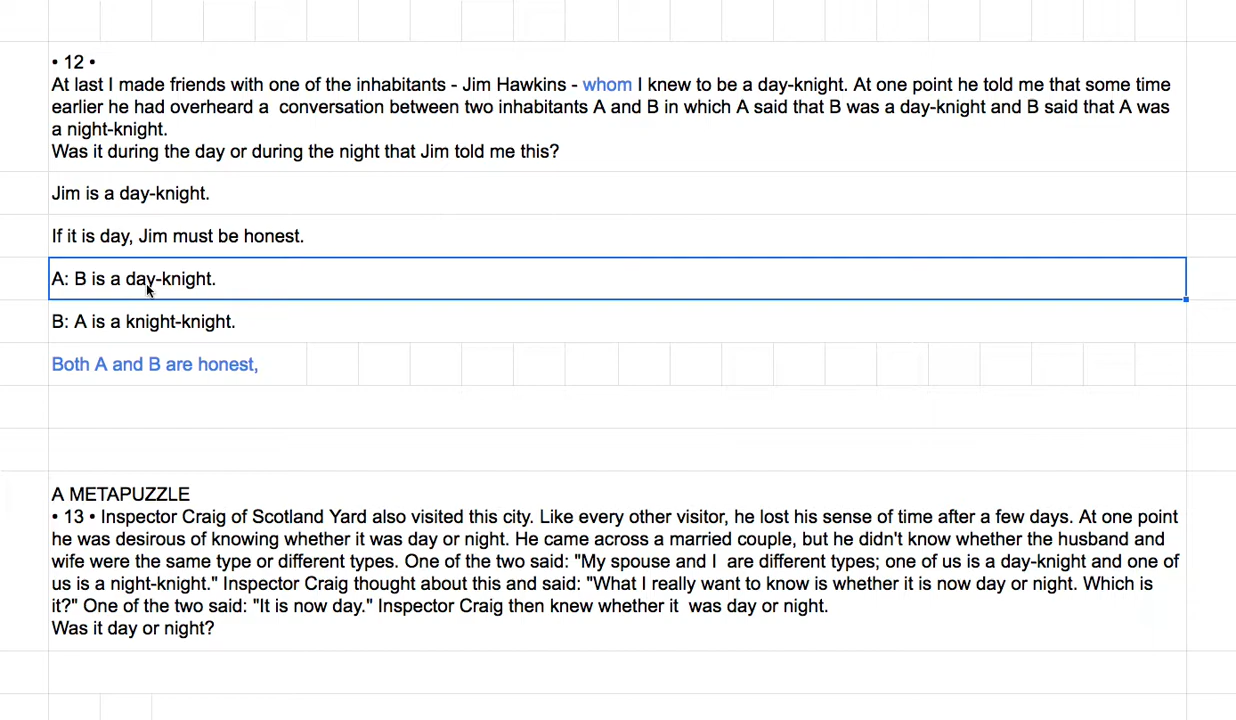 • 12 •
At last I made friends with one of the inhabitants - Jim Hawkins - whom I knew to be a day-knight. At one point he told me that some time
earlier he had overheard a  conversation between two inhabitants A and B in which A said that B was a day-knight and B said that A was
a night-knight.
Was it during the day or during the night that Jim told me this?
Jim is a day-knight.
If it is day, Jim must be honest.
A: B is a day-knight.
B: A is a knight-knight.
Both A and B are honest,
A METAPUZZLE
• 13 • Inspector Craig of Scotland Yard also visited this city. Like every other visitor, he lost his sense of time after a few days. At one point
he was desirous of knowing whether it was day or night. He came across a married couple, but he didn't know whether the husband and
wife were the same type or different types. One of the two said: "My spouse and I  are different types; one of us is a day-knight and one of
us is a night-knight." Inspector Craig thought about this and said: "What I really want to know is whether it is now day or night. Which is
it?" One of the two said: "It is now day." Inspector Craig then knew whether it  was day or night.
Was it day or night?